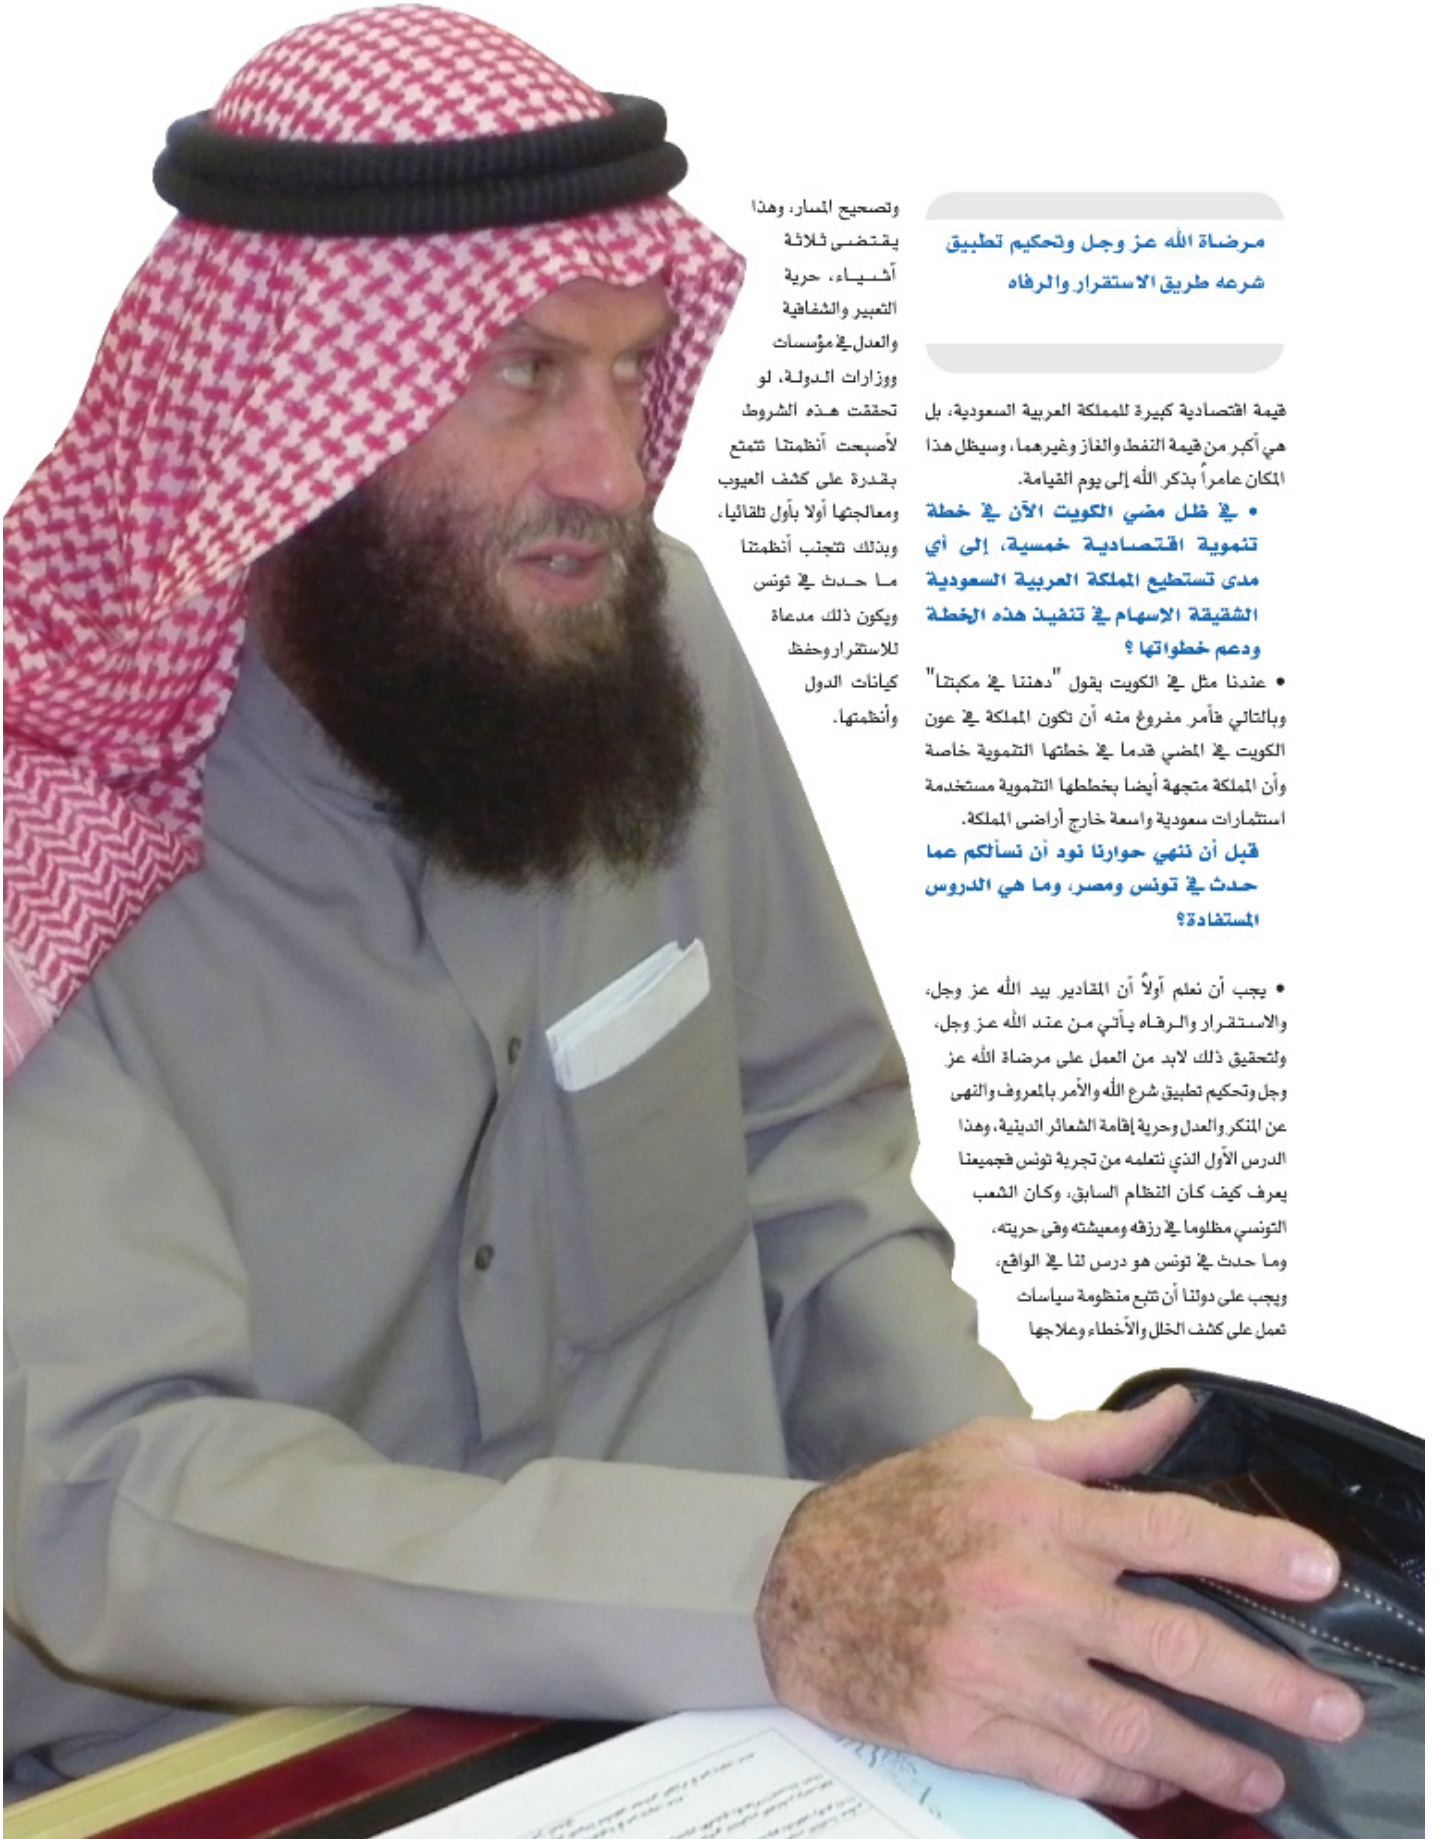 مرضاة الله عز وجل وتحكيم تطبيق
شرعه طريق الاستقرار والرفاه
قيمة اقتصادية كبيرة للمملكة العربية السعودية، بل
هي أكبر من قيمة النفط والغاز وغيرهما، وسيظل هذا
المكان عامراً بذكر الله إلى يوم القيامة.
• في ظل مضي الكويت الآن في خطة
تنموية اقتصادية خمسية، إلى أي
مدى تستطيع المملكة العربية السعودية
الشقيقة الإسهام في تنفيذ هذه الخطة
ودعم خطواتها ؟
• عندنا مثل في الكويت يقول "دهننا في مكبتنا"
وبالتالي فأمر مفروغ منه أن تكون المملكة في عون
الكويت في المضي قدما في خطتها التنموية خاصة
وأن المملكة متجهة أيضا بخططها التنموية مستخدمة
استثمارات سعودية واسعة خارج أراضى المملكة.
قبل أن ننهي حوارنا نود أن نسألكم عما
حدث في تونس ومصر، وما هي الدروس
المستفادة؟
• يجب أن نعلم أولاً أن المقادير بيد الله عز وجل،
والاستقرار والرفاه يأتي من عند الله عز وجل،
ولتحقيق ذلك لابد من العمل على مرضاة الله عز
وجل وتحكيم تطبيق شرع الله والأمر بالمعروف والنهى
عن المنكر والعدل وحرية إقامة الشعائر الدينية، وهذا
الدرس الأول الذي نتعلمه من تجربة تونس فجميعنا
يعرف كيف كان النظام السابق، وكان الشعب
التونسي مظلوما في رزقه ومعيشته وفى حريته،
وما حدث في تونس هو درس لنا في الواقع،
ويجب على دولنا أن تتبع منظومة سياسات
تعمل على كشف الخلل والأخطاء وعلاجها
وتصحيح المسار، وهذا
يقتضى ثلاثة
أشياء، حرية
التعبير والشفافية
والعدل في مؤسسات
ووزارات الدولة، لو
تحققت هذه الشروط
لأصبحت أنظمتنا تتمتع
بقدرة على كشف العيوب
ومعالجتها أولا بأول تلقائيا،
وبذلك تتجنب أنظمتنا
ما حدث في تونس
ويكون ذلك مدعاة
للاستقرار وحفظ
كيانات الدول
وأنظمتها.